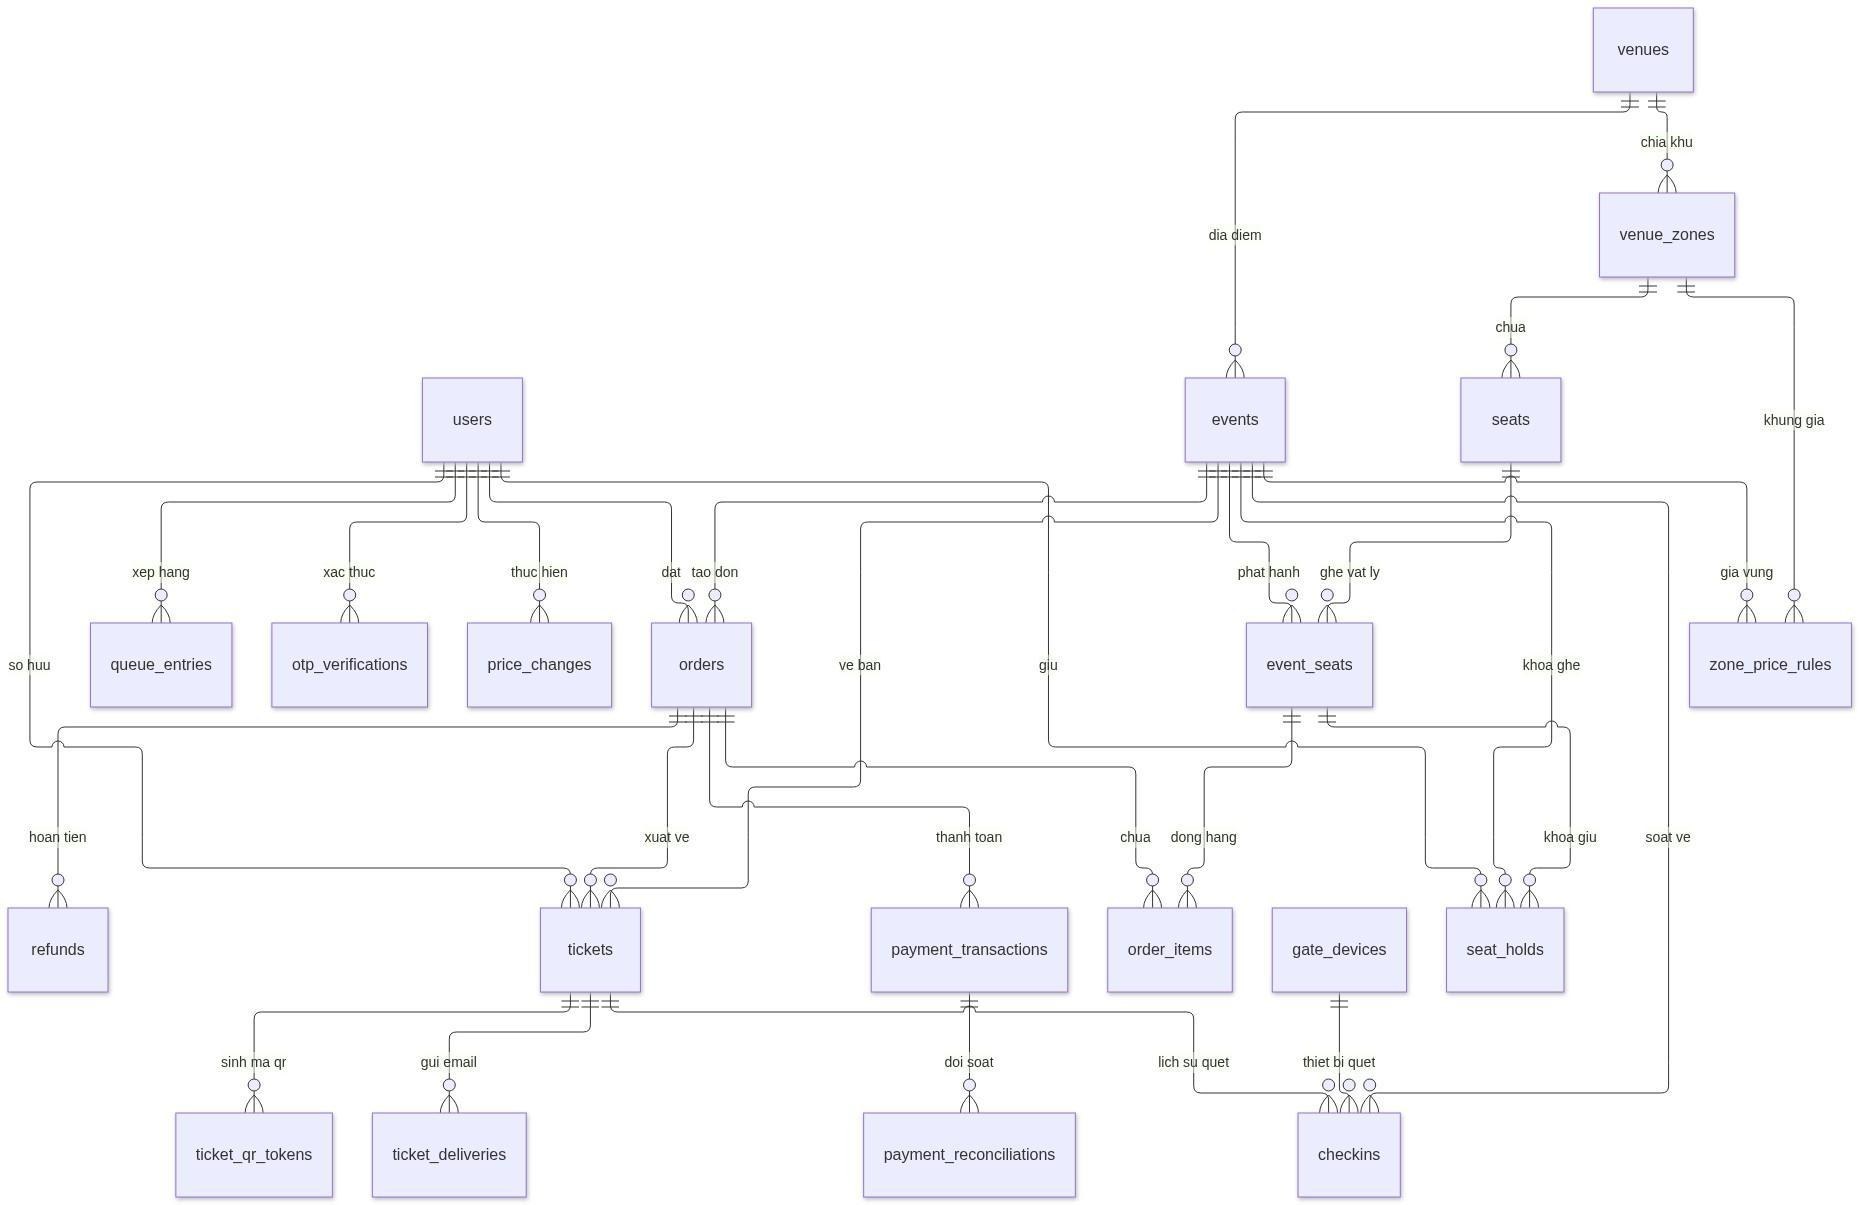 venues
chia khu
dia diem
venue_zones
chua
users
events
seats
khung gia
xep hang
xac thuc
thuc hien
dat
tao don
phat hanh
ghe vat ly
gia vung
so huu
queue_entries
otp_verifications
price_changes
orders
ve ban
giu
event_seats
khoa ghe
zone_price_rules
hoan tien
xuat ve
thanh toan
chua
dong hang
khoa giu
soat ve
refunds
tickets
payment_transactions
order_items
gate_devices
seat_holds
sinh ma qr
gui email
doi soat
lich su quet
thiet bi quet
ticket_qr_tokens
ticket_deliveries
payment_reconciliations
checkins